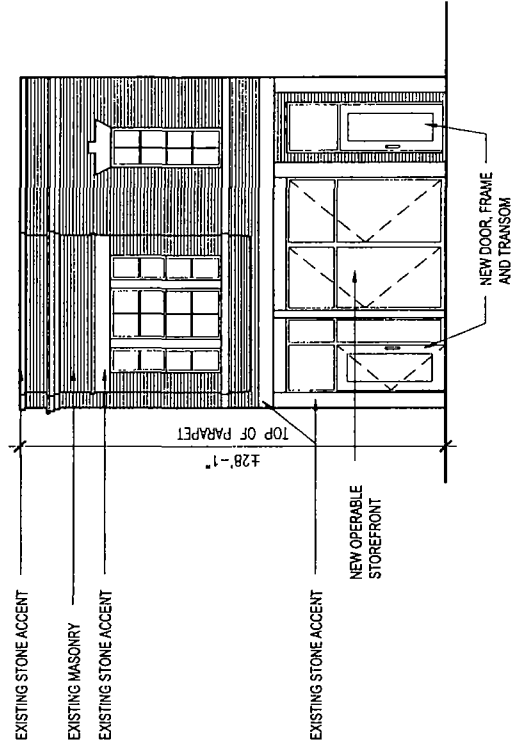 EXISTING STONE ACCENT
EXISTING MASONRY
EXISTING STONE ACCENT
±28'-1"
TOP OF PARAPET
EXISTING STONE ACCENT
NEW OPERABLE
STOREFRONT
NEW DOOR, FRAME
AND TRANSOM